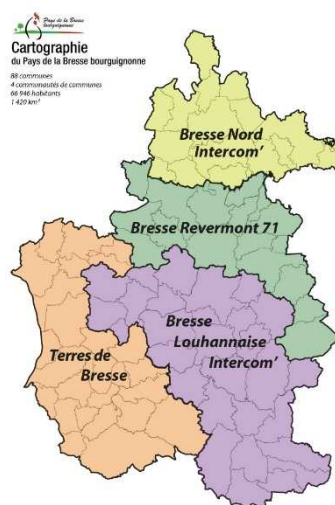 Pays de la Bresse
bourguignonne
Cartographie
du Pays de la Bresse bourguignonne
88 communes
4 communautés de communes
66 946 habitants
1 420 km²
Bresse Nord
Intercom'
Bresse Revermont 71
Bresse
Louhannaise
Intercom'
Terres de
Bresse